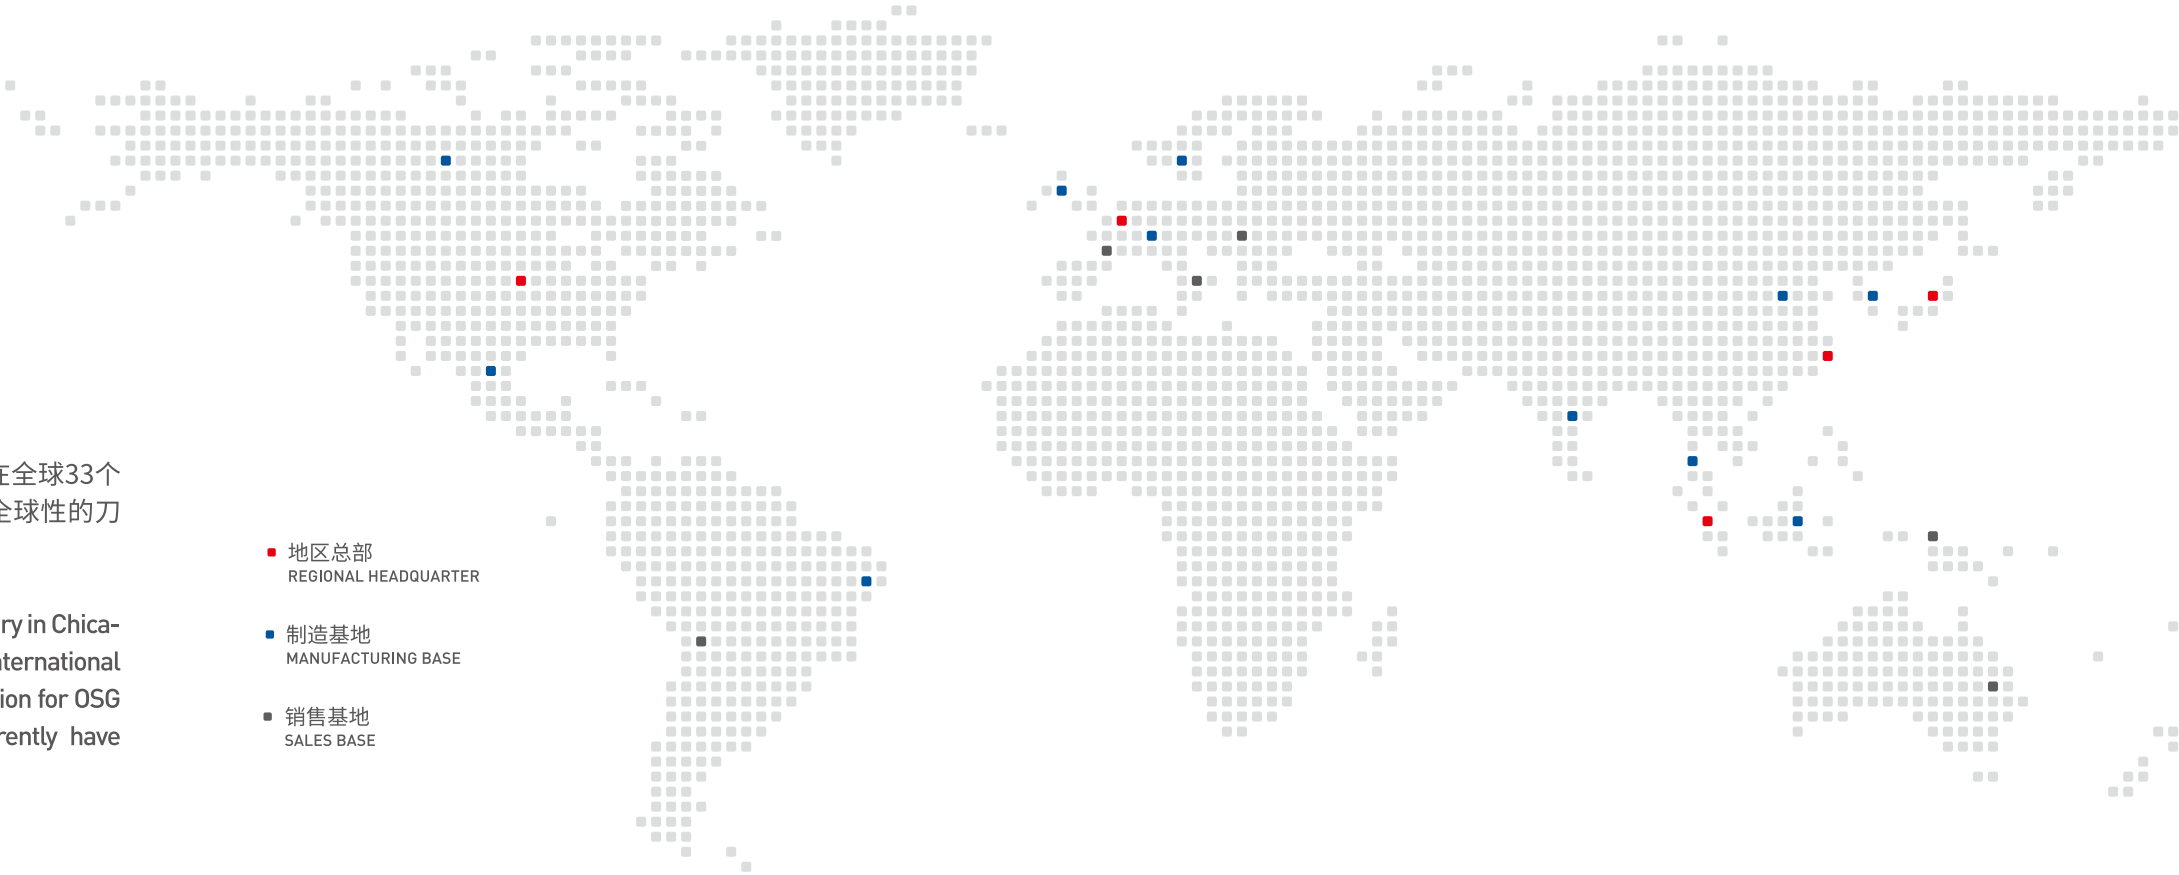 在全球33个
全球性的刀
ry in Chica-
ternational
ion for OSG
rently have
地区总部
REGIONAL HEADQUARTER
制造基地
MANUFACTURING BASE
销售基地
SALES BASE